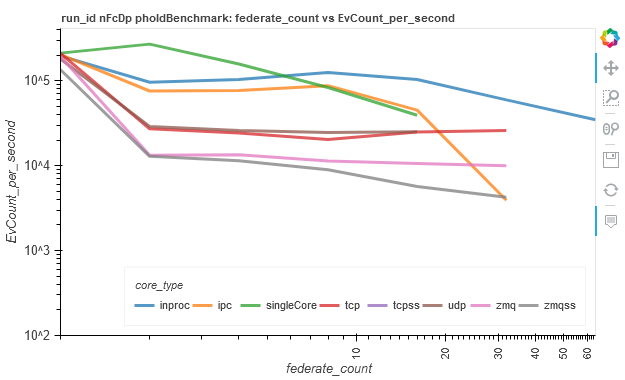 run_id nFcDp pholdBenchmark: federate_count vs EvCount_per_second
10^5
10^4
10^3
10^2
EvCount_per_second
core_type
inproc ipc singleCore tcp tcpss udp zmq zmqss
10 20 30 40 50 60
federate_count